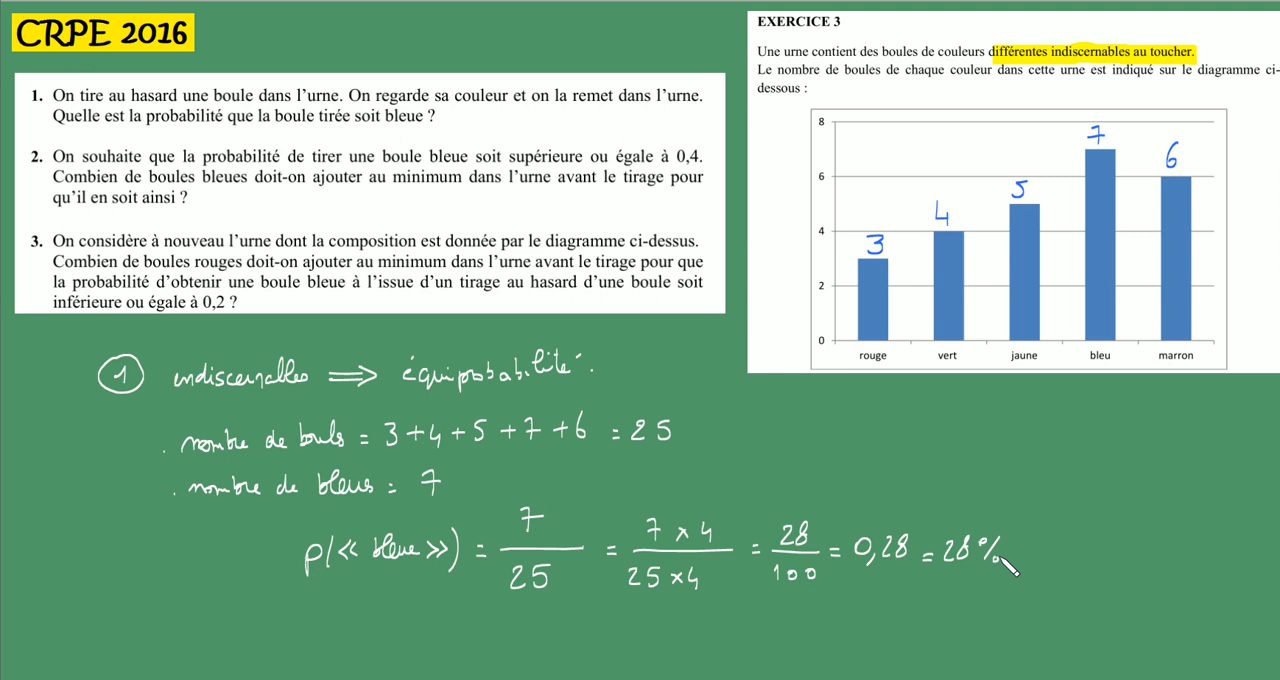 CRPE 2016
1. On tire au hasard une boule dans l'urne. On regarde sa couleur et on la remet dans l'urne.
Quelle est la probabilité que la boule tirée soit bleue ?
2. On souhaite que la probabilité de tirer une boule bleue soit supérieure ou égale à 0,4.
Combien de boules bleues doit-on ajouter au minimum dans l'urne avant le tirage pour
qu'il en soit ainsi ?
3. On considère à nouveau l'urne dont la composition est donnée par le diagramme ci-dessus.
Combien de boules rouges doit-on ajouter au minimum dans l'urne avant le tirage pour que
la probabilité d'obtenir une boule bleue à l'issue d'un tirage au hasard d'une boule soit
inférieure ou égale à 0,2 ?
EXERCICE 3
Une urne contient des boules de couleurs différentes indiscernables au toucher.
Le nombre de boules de chaque couleur dans cette urne est indiqué sur le diagramme ci-
dessous :
8
6
4
2
0
3
4
5
7
6
rouge vert jaune bleu marron
1 indiscernables ⟹ équiprobabilité.
. nombre de bouls = 3+4+5+7+6 = 25
. nombre de bleus = 7
p(<< bleue >>) = 7/25 = 7 × 4/25 × 4 = 28/100 = 0,28 = 28%